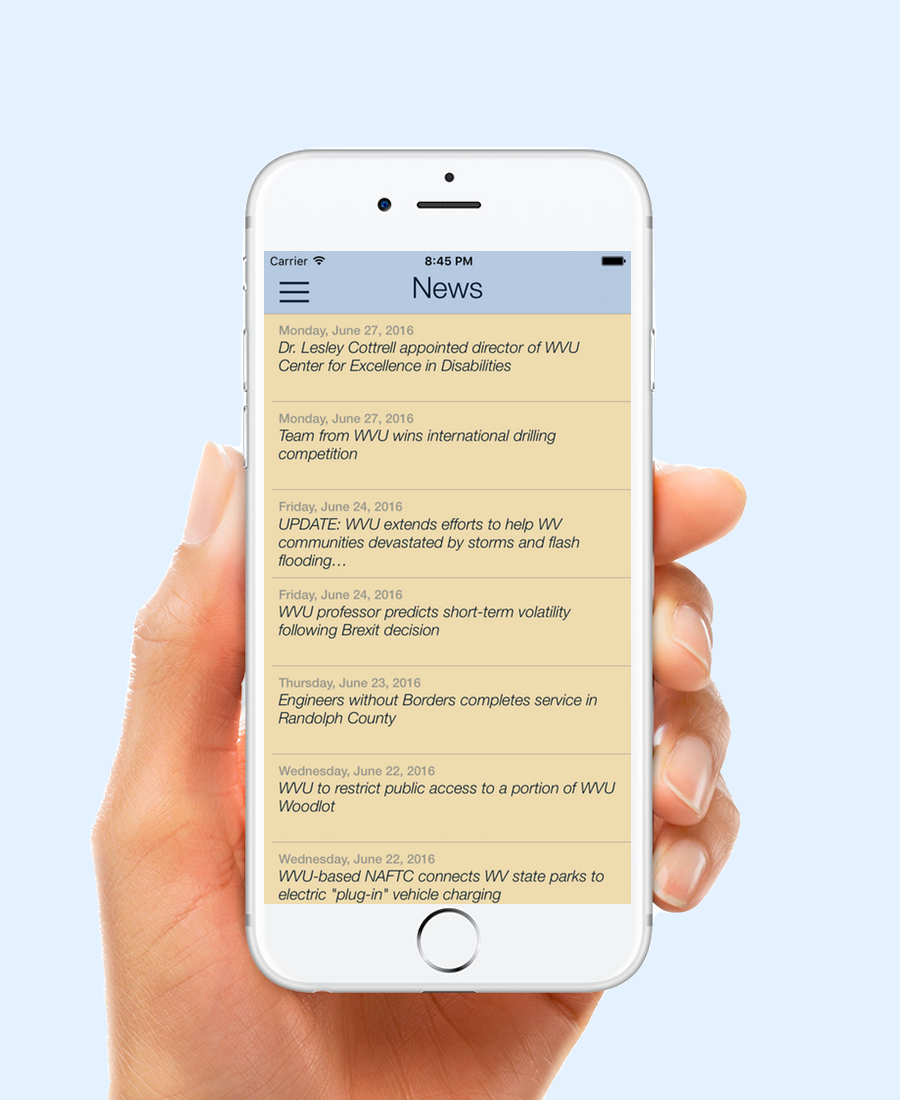 Carrier 8:45 PM
News
Monday, June 27, 2016
Dr. Lesley Cottrell appointed director of WVU
Center for Excellence in Disabilities
Monday, June 27, 2016
Team from WVU wins international drilling
competition
Friday, June 24, 2016
UPDATE: WVU extends efforts to help WV
communities devastated by storms and flash
flooding…
Friday, June 24, 2016
WVU professor predicts short-term volatility
following Brexit decision
Thursday, June 23, 2016
Engineers without Borders completes service in
Randolph County
Wednesday, June 22, 2016
WVU to restrict public access to a portion of WVU
Woodlot
Wednesday, June 22, 2016
WVU-based NAFTC connects WV state parks to
electric "plug-in" vehicle charging